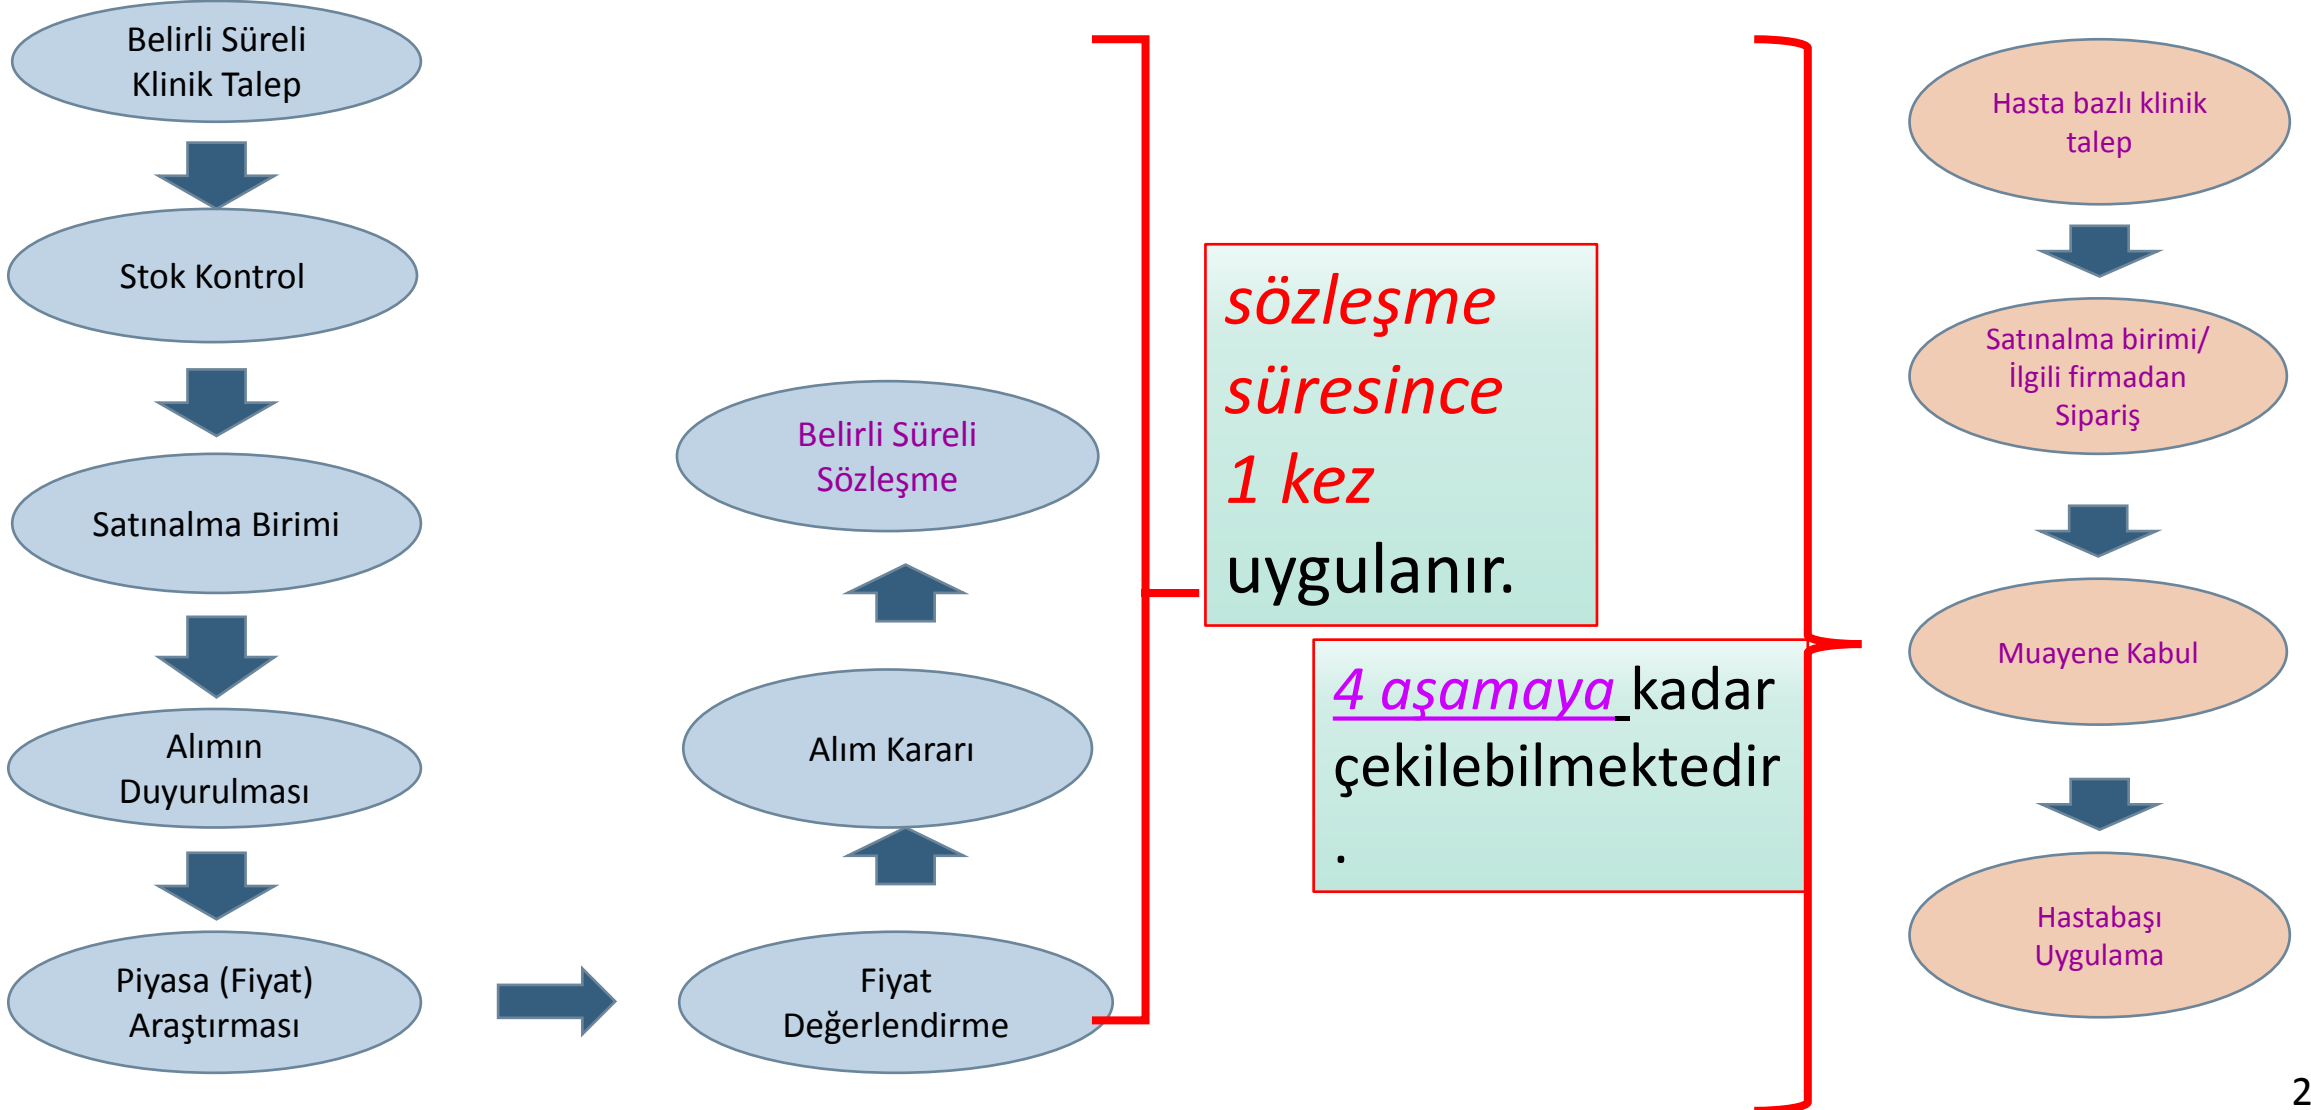 Belirli Süreli
Klinik Talep
Stok Kontrol
Satınalma Birimi
Alımın
Duyurulması
Piyasa (Fiyat)
Araştırması
Fiyat
Değerlendirme
Alım Kararı
Belirli Süreli
Sözleşme
sözleşme
süresince
1 kez
uygulanır.
4 aşamaya kadar
çekilebilmektedir
.
Hasta bazlı klinik
talep
Satınalma birimi/
İlgili firmadan
Sipariş
Muayene Kabul
Hastabaşı
Uygulama
2